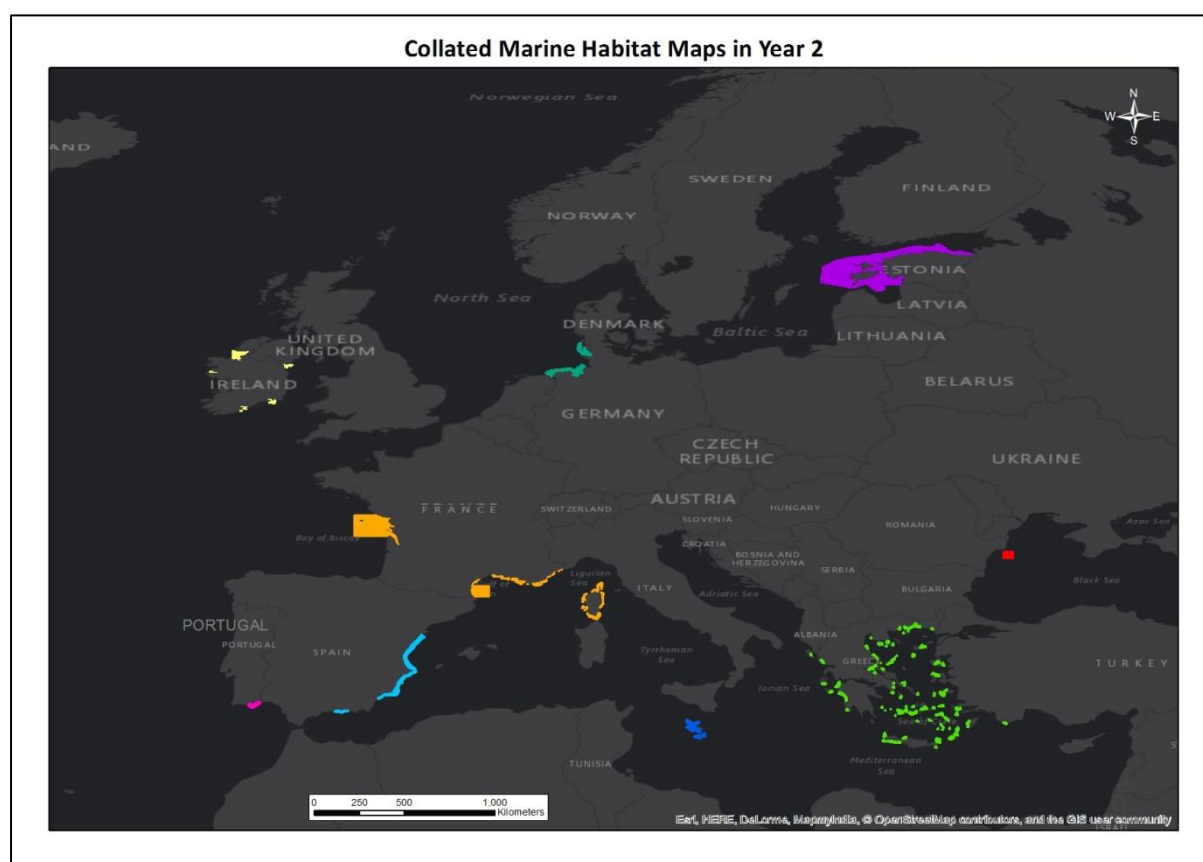 Collated Marine Habitat Maps in Year 2
Norwegian Sea
N
W E
S
AND
SWEDEN
FINLAND
NORWAY
ESTONIA
North Sea
LATVIA
DENMARK
Baltic Sea
LITHUANIA
UNITED
KINGDOM
IRELAND
BELARUS
GERMANY
CZECH
REPUBLIC
UKRAINE
AUSTRIA
FRANCE
SWITZERLAND
HUNGARY
SLOVENIA
ROMANIA
Azov Sea
Bay of Biscay
CROATIA
BOSNIA AND
HERZEGOVINA
SERBIA
Ligurian
Sea
ITALY
Adriatic Sea
BULGARIA
Black Sea
PORTUGAL
PORTUGAL
SPAIN
ALBANIA
Tyrrhenian
Sea
GREECE
TURKEY
Ionian Sea
Mediterranean
Sea
TUNISIA
0 250 500 1,000
Kilometers
Esri, HERE, DeLorme, MapmyIndia, © OpenStreetMap contributors, and the GIS user community
ISRAEL